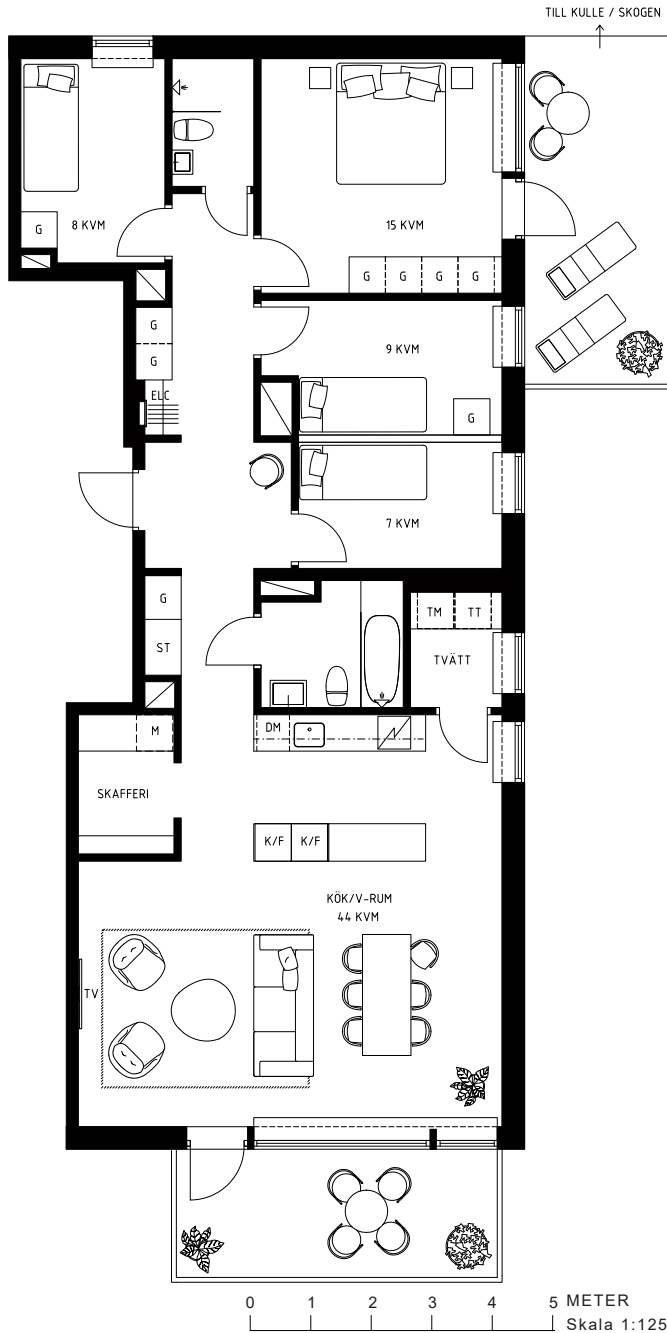 TILL KULLE / SKOGEN
8 KVM
15 KVM
G
G G G G
G
G
9 KVM
ELC
G
7 KVM
G
ST
TM TT
TVÄTT
M
DM
SKAFFERI
K/F K/F
KÖK/V-RUM
44 KVM
TV
0 1 2 3 4 5 METER
Skala 1:125